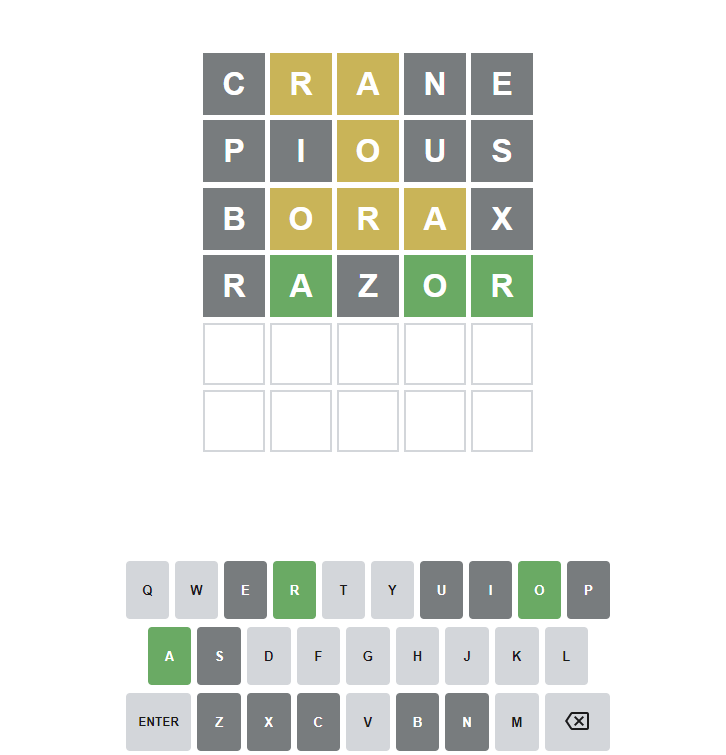 C R A N E
P I O U S
B O R A X
R A Z O R
Q W E R T Y U I O P
A S D F G H J K L
ENTER Z X C V B N M